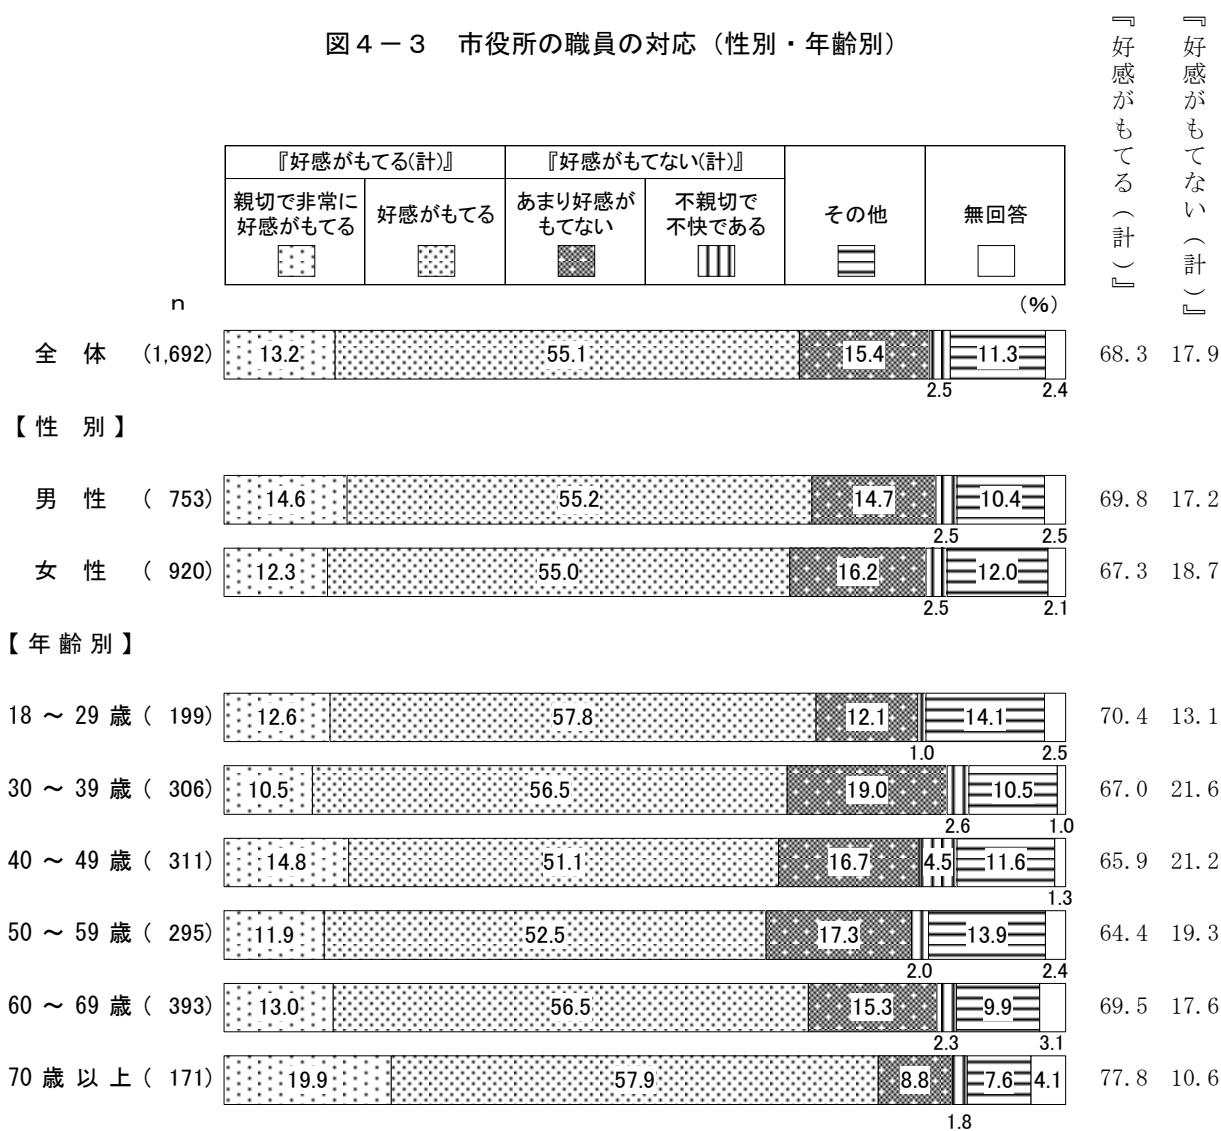 図４－３　市役所の職員の対応（性別・年齢別）
『好感がもてる（計）』
『好感がもてない（計）』
『好感がもてる(計)』 『好感がもてない(計)』
親切で非常に好感がもてる
好感がもてる
あまり好感がもてない
不親切で不快である
その他
無回答
n (%)
全 体 (1,692) 13.2 55.1 15.4 2.5 11.3 2.4 68.3 17.9
【 性 別 】
男 性 ( 753) 14.6 55.2 14.7 2.5 10.4 2.5 69.8 17.2
女 性 ( 920) 12.3 55.0 16.2 2.5 12.0 2.1 67.3 18.7
【 年 齢 別 】
18 ～ 29 歳 ( 199) 12.6 57.8 12.1 1.0 14.1 2.5 70.4 13.1
30 ～ 39 歳 ( 306) 10.5 56.5 19.0 2.6 10.5 1.0 67.0 21.6
40 ～ 49 歳 ( 311) 14.8 51.1 16.7 4.5 11.6 1.3 65.9 21.2
50 ～ 59 歳 ( 295) 11.9 52.5 17.3 2.0 13.9 2.4 64.4 19.3
60 ～ 69 歳 ( 393) 13.0 56.5 15.3 2.3 9.9 3.1 69.5 17.6
70 歳 以 上 ( 171) 19.9 57.9 8.8 1.8 7.6 4.1 77.8 10.6